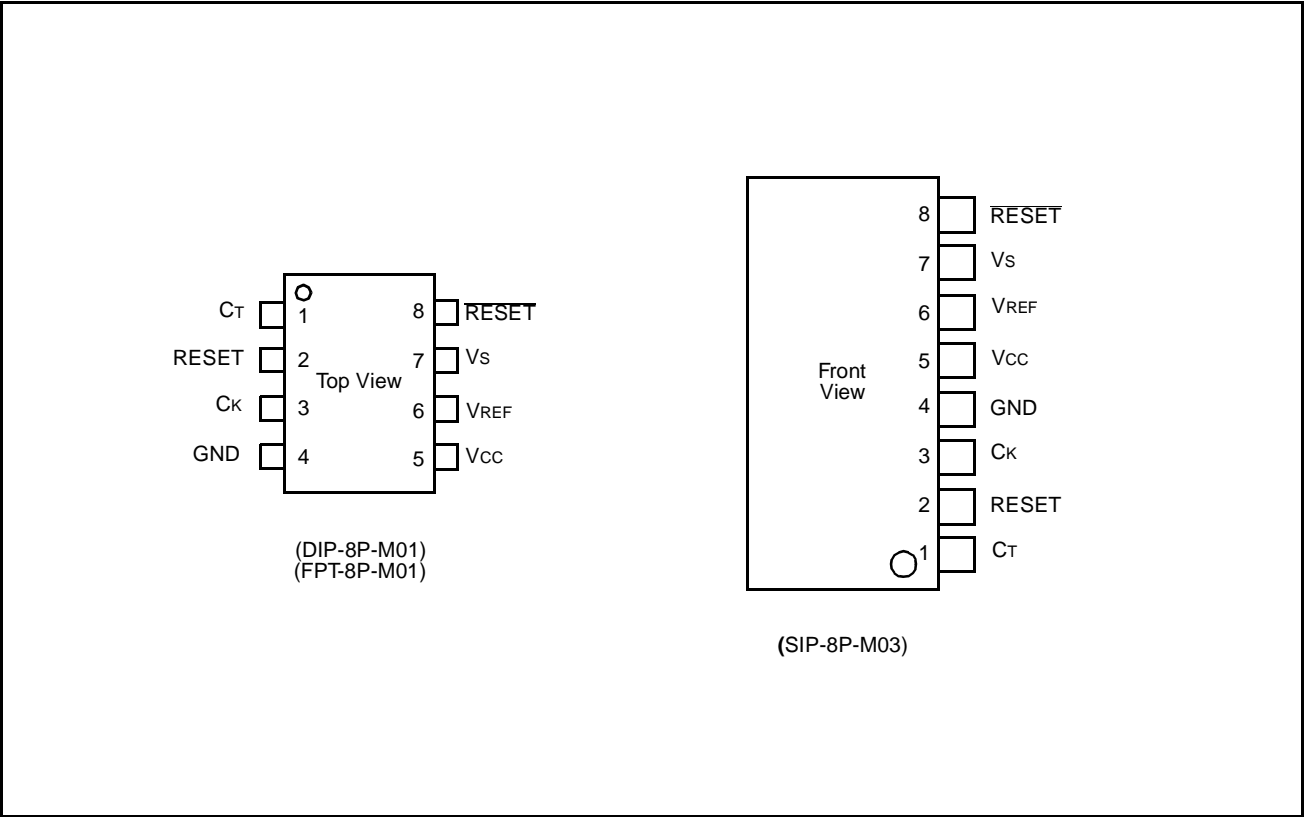 CT 1 8 RESET
RESET 2 7 VS
Top View
CK 3 6 VREF
GND 4 5 VCC
(DIP-8P-M01)
(FPT-8P-M01)
8 RESET
7 VS
6 VREF
5 VCC
Front
View
4 GND
3 CK
2 RESET
1 CT
(SIP-8P-M03)